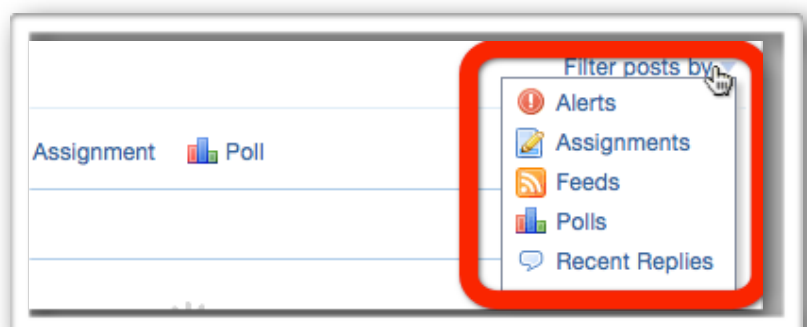 Filter posts by
Alerts
Assignment
Poll
Assignments
Feeds
Polls
Recent Replies